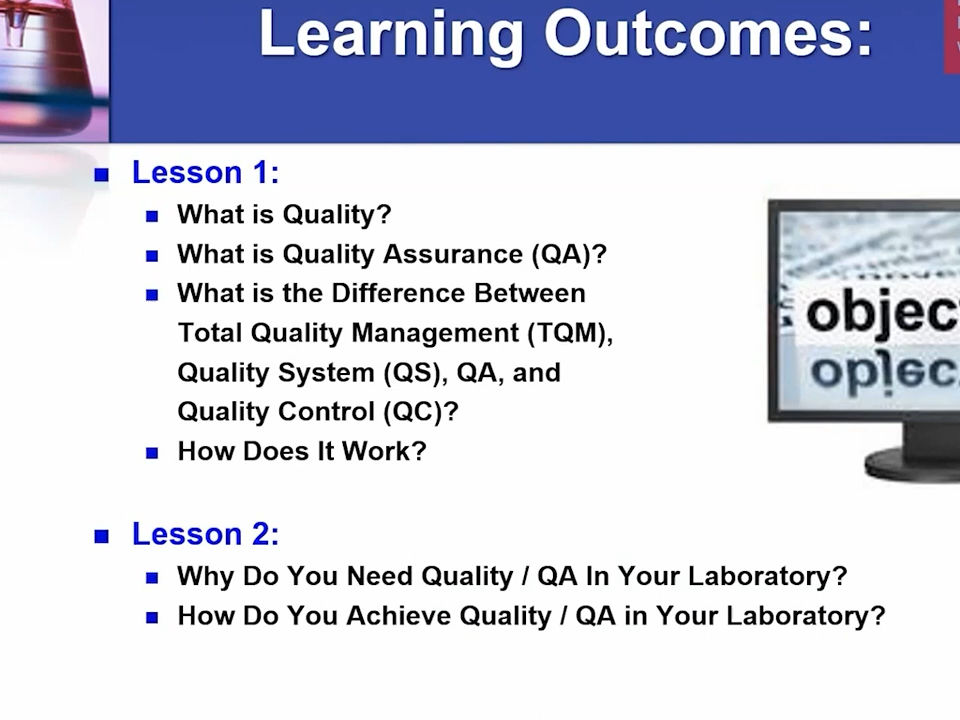 Learning Outcomes:
Lesson 1:
What is Quality?
What is Quality Assurance (QA)?
What is the Difference Between
Total Quality Management (TQM),
Quality System (QS), QA, and
Quality Control (QC)?
How Does It Work?
Lesson 2:
Why Do You Need Quality / QA In Your Laboratory?
How Do You Achieve Quality / QA in Your Laboratory?
objec